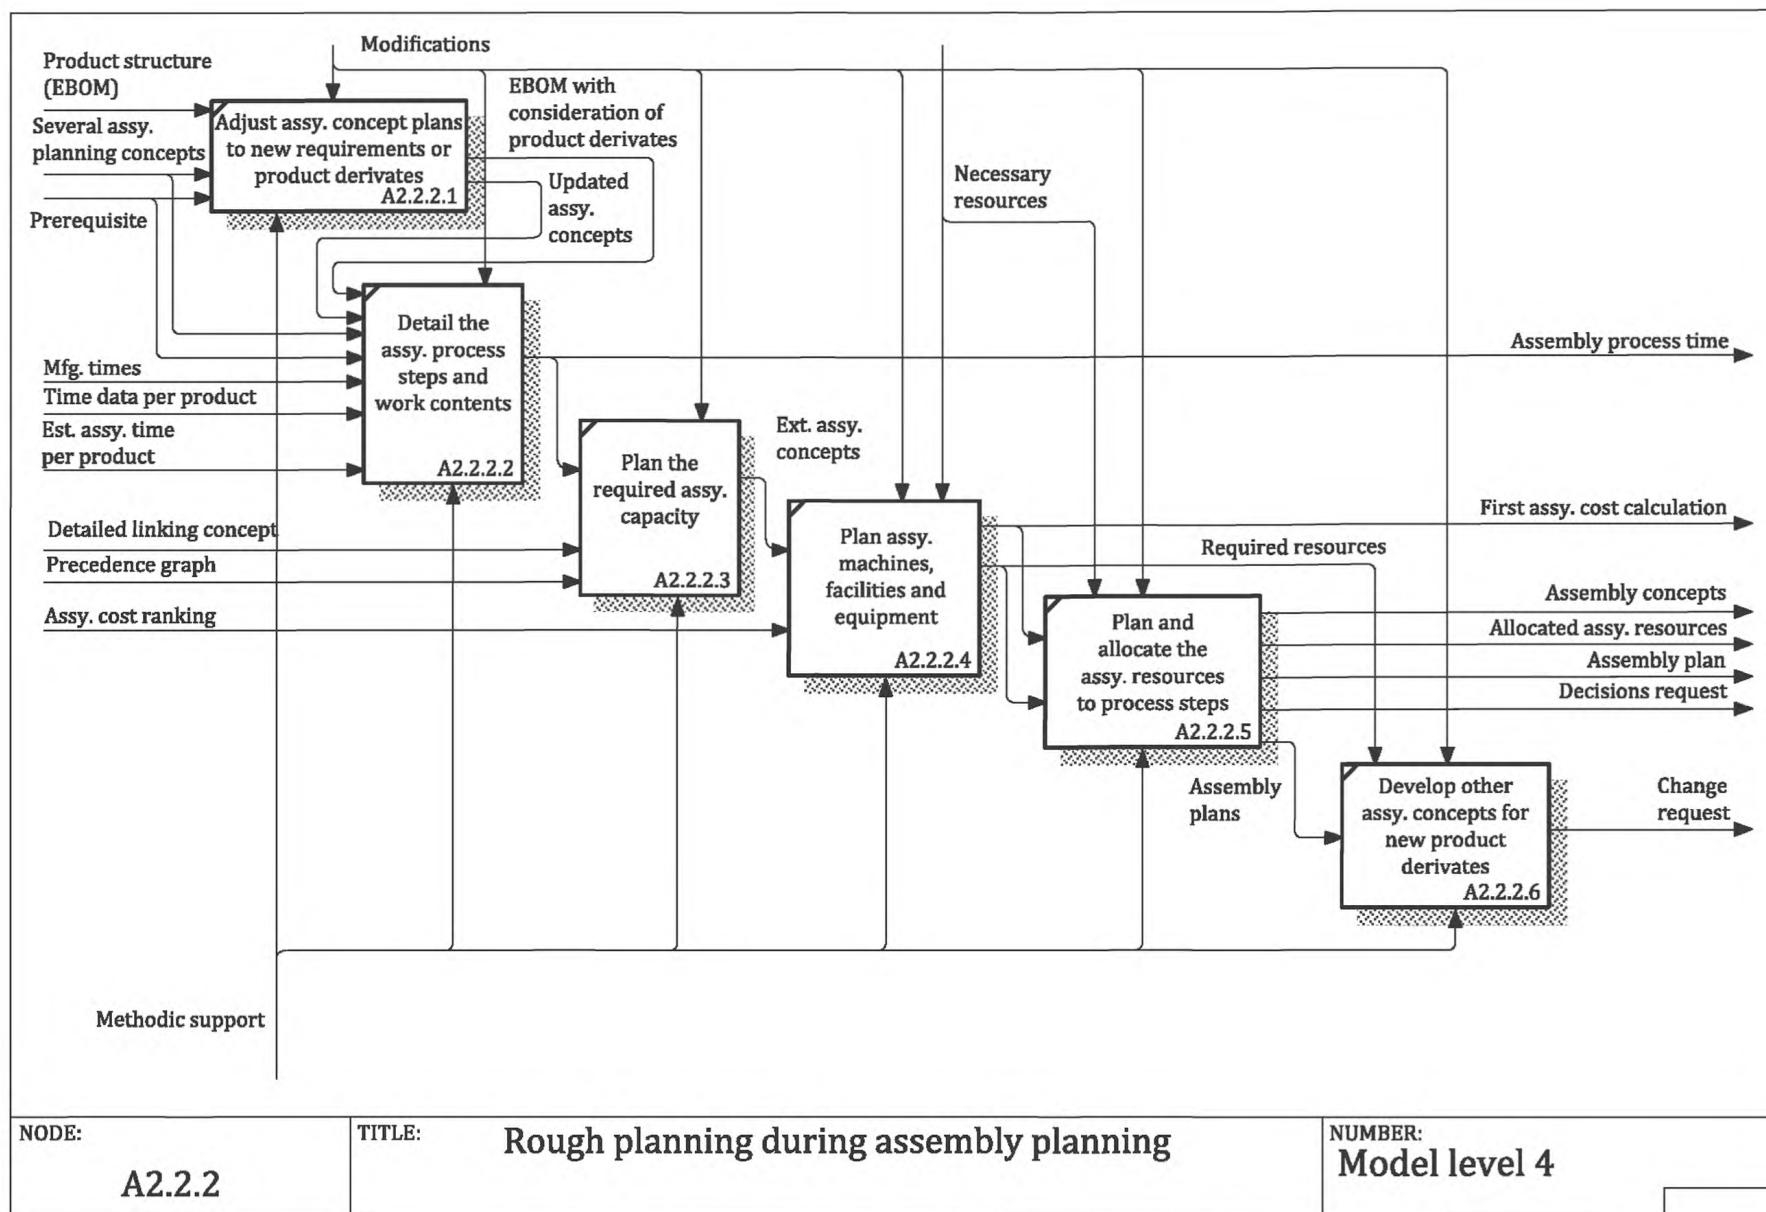 Modifications
Product structure
(EBOM)
Several assy.
planning concepts
Prerequisite
Adjust assy. concept plans
to new requirements or
product derivates
A2.2.2.1
EBOM with
consideration of
product derivates
Updated
assy.
concepts
Necessary
resources
Detail the
assy. process
steps and
work contents
A2.2.2.2
Mfg. times
Time data per product
Est. assy. time
per product
Assembly process time
Plan the
required assy.
capacity
A2.2.2.3
Ext. assy.
concepts
Detailed linking concept
Precedence graph
Assy. cost ranking
Plan assy.
machines,
facilities and
equipment
A2.2.2.4
First assy. cost calculation
Required resources
Plan and
allocate the
assy. resources
to process steps
A2.2.2.5
Assembly concepts
Allocated assy. resources
Assembly plan
Decisions request
Assembly
plans
Develop other
assy. concepts for
new product
derivates
A2.2.2.6
Change
request
Methodic support
NODE:
A2.2.2
TITLE:
Rough planning during assembly planning
NUMBER:
Model level 4